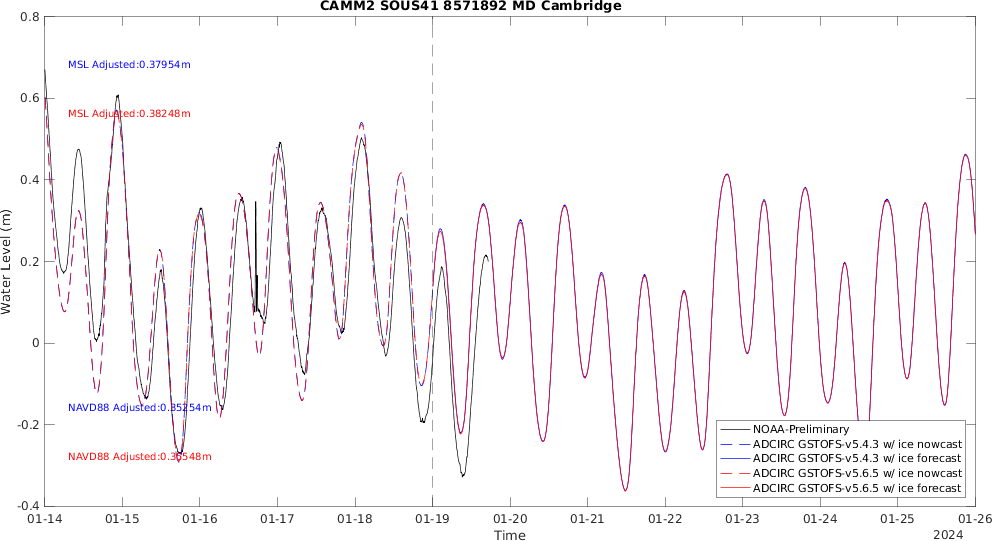 CAMM2 SOUS41 8571892 MD Cambridge
0.8
0.6
0.4
0.2
0
-0.2
-0.4
Water Level (m)
MSL Adjusted:0.37954m
MSL Adjusted:0.38248m
NAVD88 Adjusted:0.35254m
NAVD88 Adjusted:0.35548m
NOAA-Preliminary
ADCIRC GSTOFS-v5.4.3 w/ ice nowcast
ADCIRC GSTOFS-v5.4.3 w/ ice forecast
ADCIRC GSTOFS-v5.6.5 w/ ice nowcast
ADCIRC GSTOFS-v5.6.5 w/ ice forecast
01-14 01-15 01-16 01-17 01-18 01-19 01-20 01-21 01-22 01-23 01-24 01-25 01-26
Time
2024